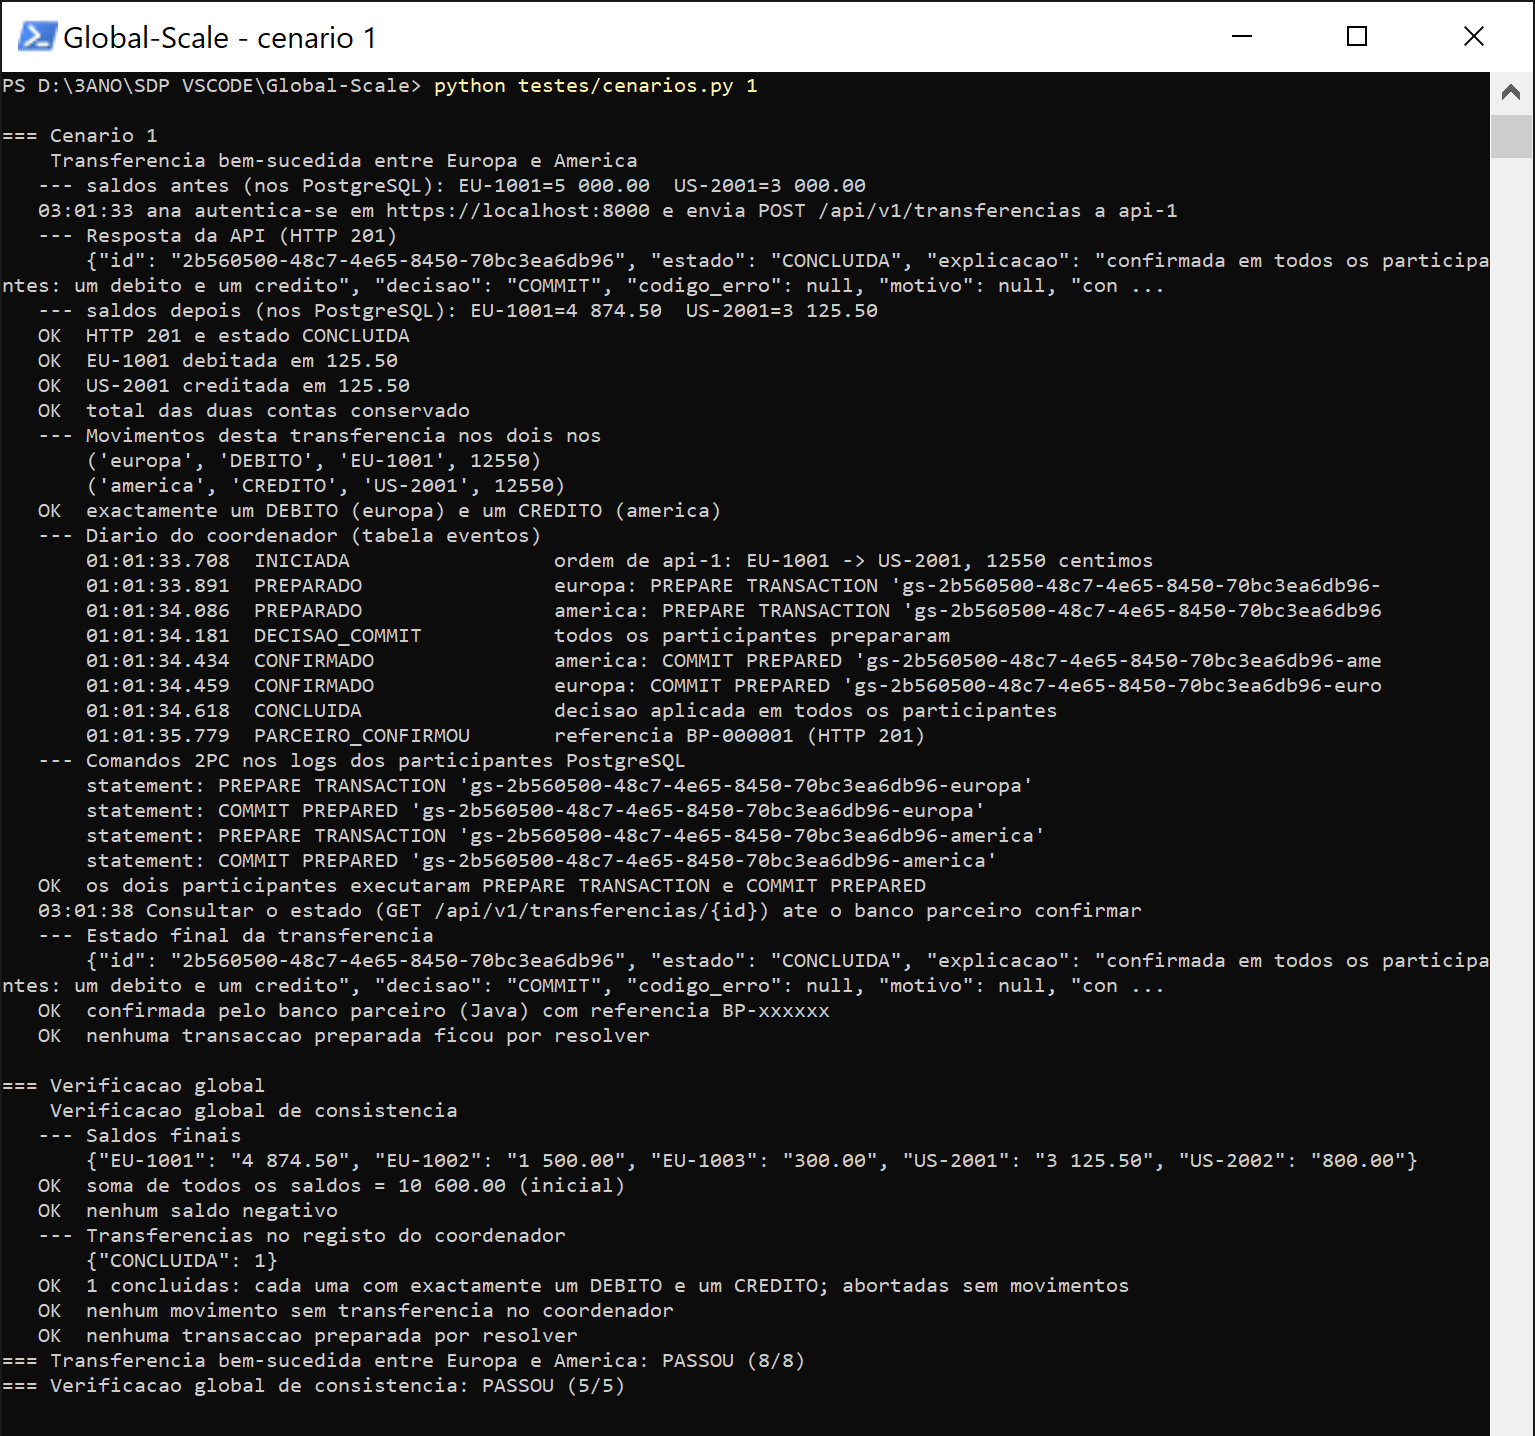 Global-Scale - cenario 1
PS D:\3ANO\SDP VSCODE\Global-Scale> python testes/cenarios.py 1
=== Cenario 1
Transferencia bem-sucedida entre Europa e America
--- saldos antes (nos PostgreSQL): EU-1001=5 000.00  US-2001=3 000.00
03:01:33 ana autentica-se em https://localhost:8000 e envia POST /api/v1/transferencias a api-1
--- Resposta da API (HTTP 201)
{"id": "2b560500-48c7-4e65-8450-70bc3ea6db96", "estado": "CONCLUIDA", "explicacao": "confirmada em todos os participa
ntes: um debito e um credito", "decisao": "COMMIT", "codigo_erro": null, "motivo": null, "con ...
--- saldos depois (nos PostgreSQL): EU-1001=4 874.50  US-2001=3 125.50
OK  HTTP 201 e estado CONCLUIDA
OK  EU-1001 debitada em 125.50
OK  US-2001 creditada em 125.50
OK  total das duas contas conservado
--- Movimentos desta transferencia nos dois nos
('europa', 'DEBITO', 'EU-1001', 12550)
('america', 'CREDITO', 'US-2001', 12550)
OK  exactamente um DEBITO (europa) e um CREDITO (america)
--- Diario do coordenador (tabela eventos)
01:01:33.708  INICIADA  ordem de api-1: EU-1001 -> US-2001, 12550 centimos
01:01:33.891  PREPARADO  europa: PREPARE TRANSACTION 'gs-2b560500-48c7-4e65-8450-70bc3ea6db96-
01:01:34.086  PREPARADO  america: PREPARE TRANSACTION 'gs-2b560500-48c7-4e65-8450-70bc3ea6db96
01:01:34.181  DECISAO_COMMIT  todos os participantes prepararam
01:01:34.434  CONFIRMADO  america: COMMIT PREPARED 'gs-2b560500-48c7-4e65-8450-70bc3ea6db96-ame
01:01:34.459  CONFIRMADO  europa: COMMIT PREPARED 'gs-2b560500-48c7-4e65-8450-70bc3ea6db96-euro
01:01:34.618  CONCLUIDA  decisao aplicada em todos os participantes
01:01:35.779  PARCEIRO_CONFIRMOU  referencia BP-000001 (HTTP 201)
--- Comandos 2PC nos logs dos participantes PostgreSQL
statement: PREPARE TRANSACTION 'gs-2b560500-48c7-4e65-8450-70bc3ea6db96-europa'
statement: COMMIT PREPARED 'gs-2b560500-48c7-4e65-8450-70bc3ea6db96-europa'
statement: PREPARE TRANSACTION 'gs-2b560500-48c7-4e65-8450-70bc3ea6db96-america'
statement: COMMIT PREPARED 'gs-2b560500-48c7-4e65-8450-70bc3ea6db96-america'
OK  os dois participantes executaram PREPARE TRANSACTION e COMMIT PREPARED
03:01:38 Consultar o estado (GET /api/v1/transferencias/{id}) ate o banco parceiro confirmar
--- Estado final da transferencia
{"id": "2b560500-48c7-4e65-8450-70bc3ea6db96", "estado": "CONCLUIDA", "explicacao": "confirmada em todos os participa
ntes: um debito e um credito", "decisao": "COMMIT", "codigo_erro": null, "motivo": null, "con ...
OK  confirmada pelo banco parceiro (Java) com referencia BP-xxxxxx
OK  nenhuma transaccao preparada ficou por resolver
=== Verificacao global
Verificacao global de consistencia
--- Saldos finais
{"EU-1001": "4 874.50", "EU-1002": "1 500.00", "EU-1003": "300.00", "US-2001": "3 125.50", "US-2002": "800.00"}
OK  soma de todos os saldos = 10 600.00 (inicial)
OK  nenhum saldo negativo
--- Transferencias no registo do coordenador
{"CONCLUIDA": 1}
OK  1 concluidas: cada uma com exactamente um DEBITO e um CREDITO; abortadas sem movimentos
OK  nenhum movimento sem transferencia no coordenador
OK  nenhuma transaccao preparada por resolver
=== Transferencia bem-sucedida entre Europa e America: PASSOU (8/8)
=== Verificacao global de consistencia: PASSOU (5/5)